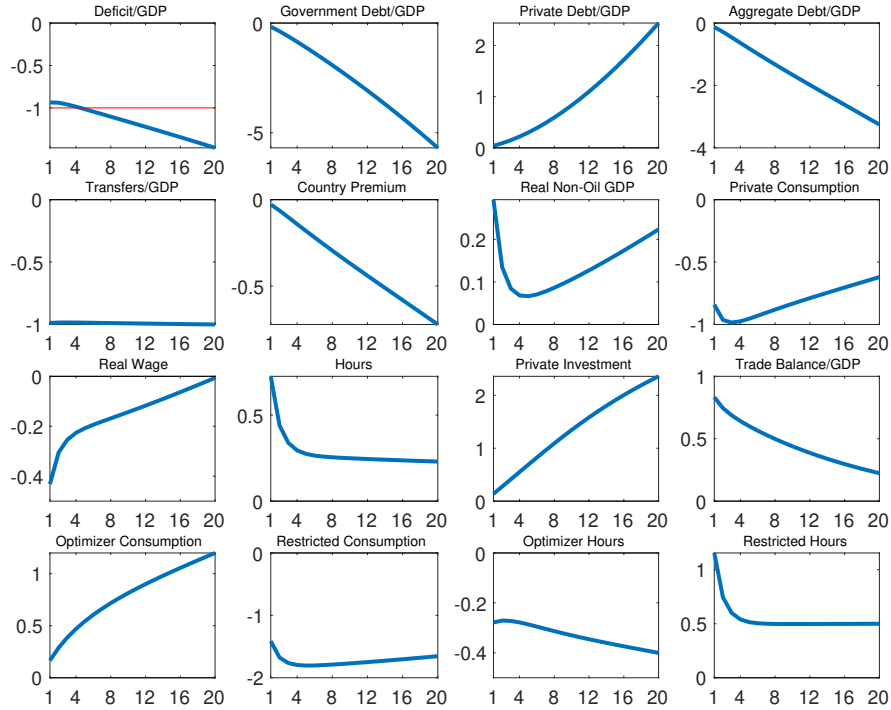 Deficit/GDP
0
-0.5
-1
1 4 8 12 16 20
Government Debt/GDP
-0
-5
1 4 8 12 16 20
Private Debt/GDP
2
1
0
1 4 8 12 16 20
Aggregate Debt/GDP
-0
-2
-4
1 4 8 12 16 20
Transfers/GDP
0
-0.5
-1
1 4 8 12 16 20
Country Premium
-0
-0.5
1 4 8 12 16 20
Real Non-Oil GDP
0.2
0.1
0
1 4 8 12 16 20
Private Consumption
0
-0.5
-1
1 4 8 12 16 20
Real Wage
0
-0.2
-0.4
1 4 8 12 16 20
Hours
0.5
0
1 4 8 12 16 20
Private Investment
2
1
0
1 4 8 12 16 20
Trade Balance/GDP
1
0.5
0
1 4 8 12 16 20
Optimizer Consumption
1
0.5
0
1 4 8 12 16 20
Restricted Consumption
0
-1
-2
1 4 8 12 16 20
Optimizer Hours
0
-0.2
-0.4
1 4 8 12 16 20
Restricted Hours
1
0.5
0
1 4 8 12 16 20